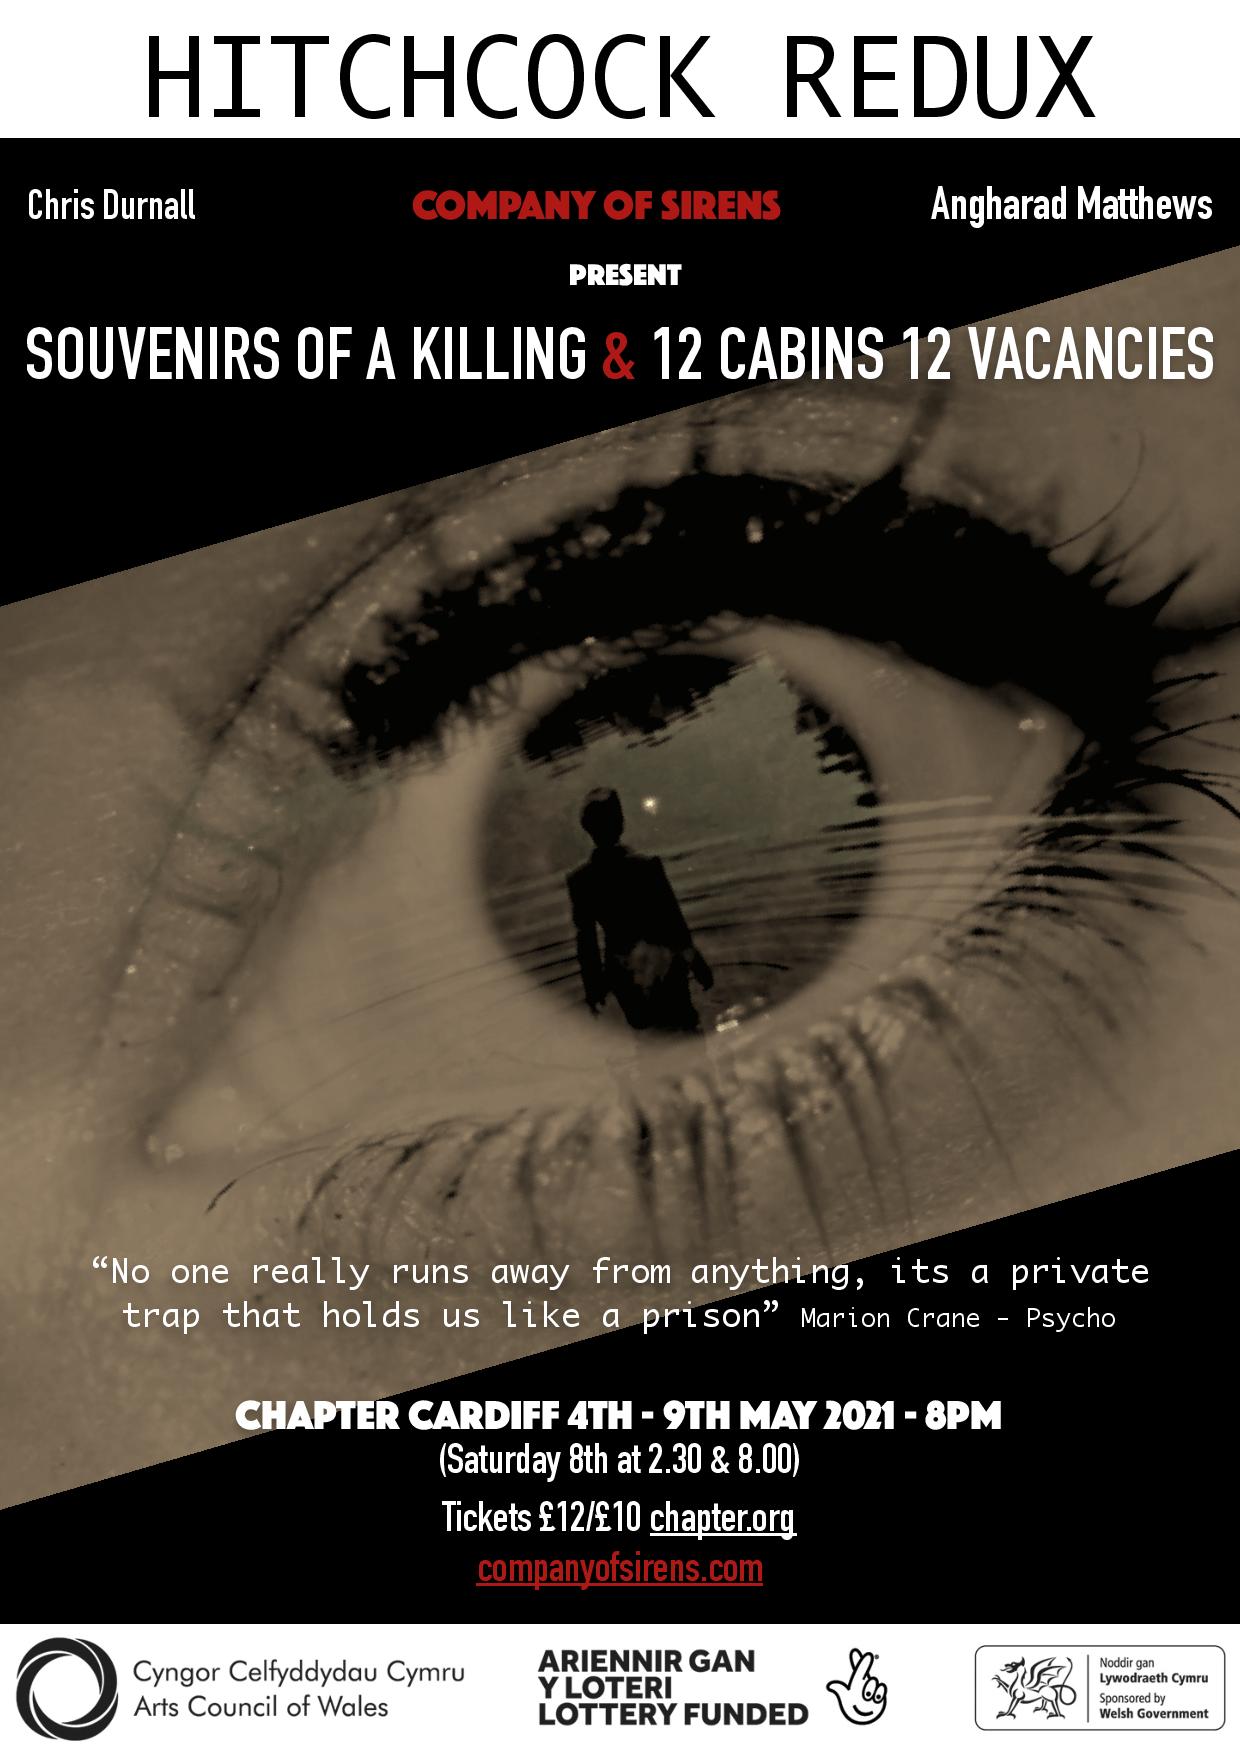 HITCHCOCK REDUX
Chris Durnall
COMPANY OF SIRENS
Angharad Matthews
PRESENT
SOUVENIRS OF A KILLING & 12 CABINS 12 VACANCIES
“No one really runs away from anything, its a private
trap that holds us like a prison” Marion Crane - Psycho
CHAPTER CARDIFF 4TH - 9TH MAY 2021 - 8PM
(Saturday 8th at 2.30 & 8.00)
Tickets £12/£10 chapter.org
companyofsirens.com
Cyngor Celfyddydau Cymru
Arts Council of Wales
ARIENNIR GAN
Y LOTERI
LOTTERY FUNDED
Noddir gan
Lywodraeth Cymru
Sponsored by
Welsh Government